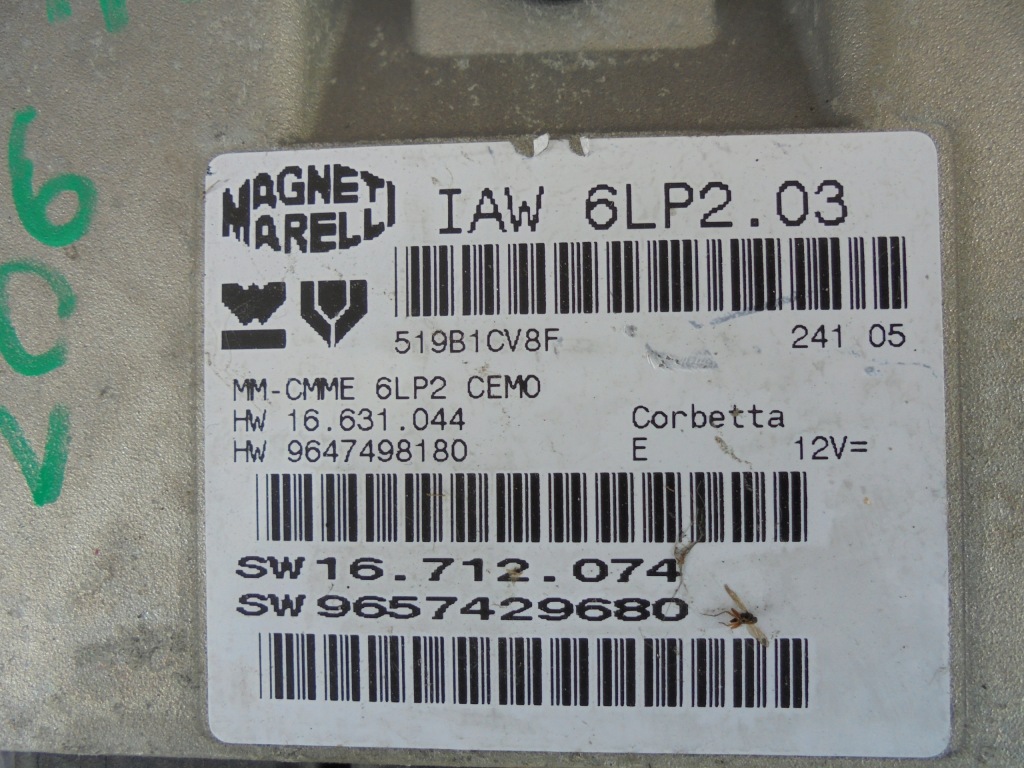 MAGNETI
MARELLI
IAW 6LP2.03
519B1CV8F 241 05
MM-CMME 6LP2 CEMO
HW 16.631.044 Corbetta
HW 9647498180 E 12V=
SW 16.712.074
SW 9657429680